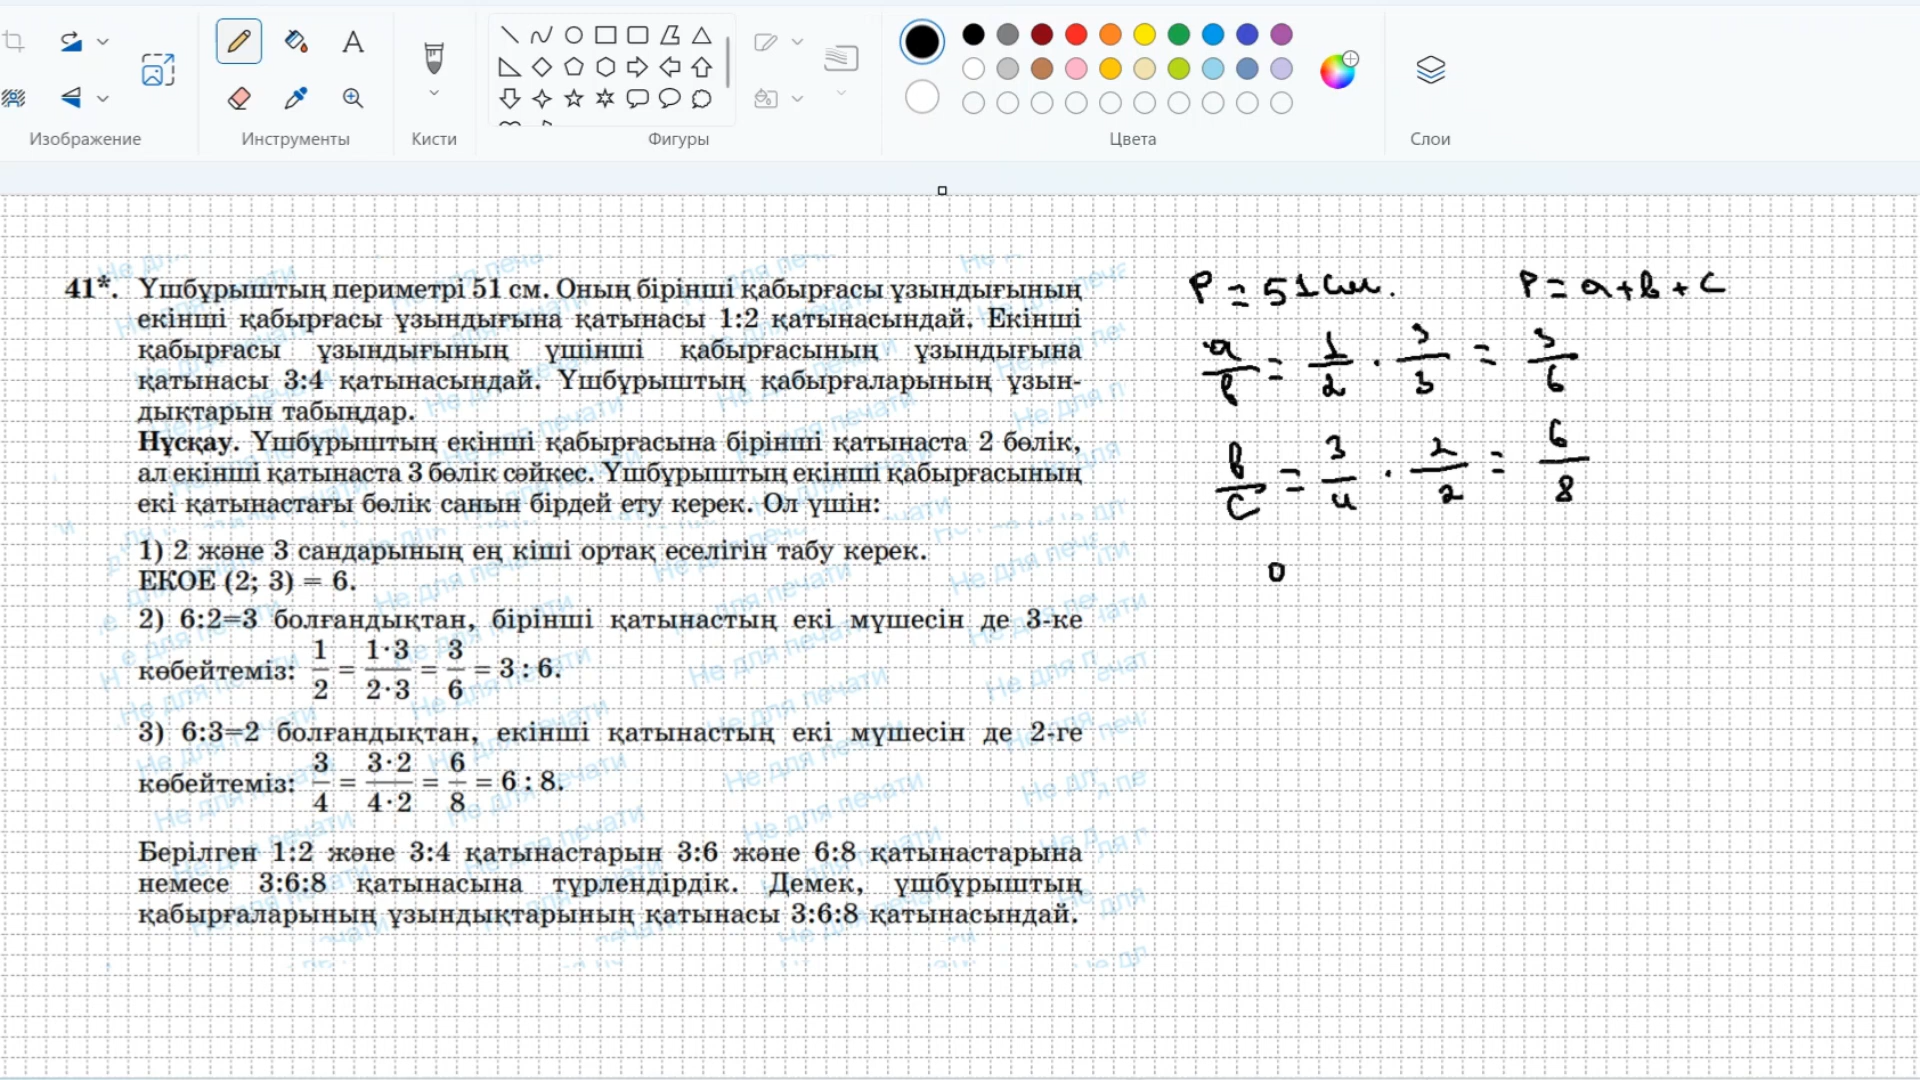 Изображение
Инструменты
Кисти
Фигуры
Цвета
Слои
41*. Үшбұрыштың периметрі 51 см. Оның бірінші қабырғасы ұзындығының
екінші қабырғасы ұзындығына қатынасы 1:2 қатынасындай. Екінші
қабырғасы ұзындығының үшінші қабырғасының ұзындығына
қатынасы 3:4 қатынасындай. Үшбұрыштың қабырғаларының ұзын-
дықтарын табыңдар.
Нұсқау. Үшбұрыштың екінші қабырғасына бірінші қатынаста 2 бөлік,
ал екінші қатынаста 3 бөлік сәйкес. Үшбұрыштың екінші қабырғасының
екі қатынастағы бөлік санын бірдей ету керек. Ол үшін:
1) 2 және 3 сандарының ең кіші ортақ еселігін табу керек.
ЕКОЕ (2; 3) = 6.
2) 6:2=3 болғандықтан, бірінші қатынастың екі мүшесін де 3-ке
көбейтеміз: 1/2 = 1·3/2·3 = 3/6 = 3 : 6.
3) 6:3=2 болғандықтан, екінші қатынастың екі мүшесін де 2-ге
көбейтеміз: 3/4 = 3·2/4·2 = 6/8 = 6 : 8.
Берілген 1:2 және 3:4 қатынастарын 3:6 және 6:8 қатынастарына
немесе 3:6:8 қатынасына түрлендірдік. Демек, үшбұрыштың
қабырғаларының ұзындықтарының қатынасы 3:6:8 қатынасындай.
P = 51 см. P = a + b + c
a/b = 1/2 · 3/3 = 3/6
b/c = 3/4 · 2/2 = 6/8
0
Не для печати